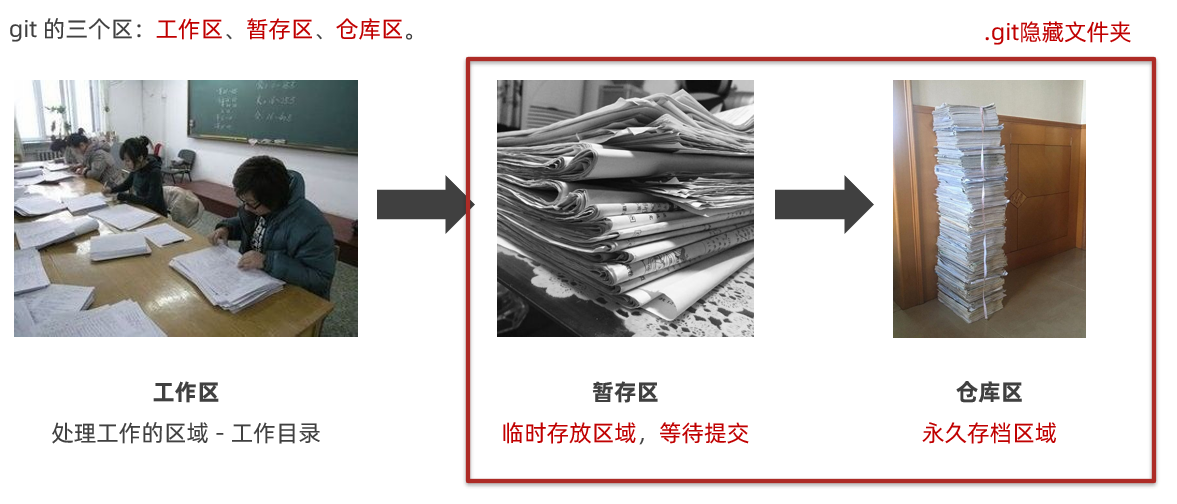 git 的三个区：工作区、暂存区、仓库区。
.git隐藏文件夹
工作区
处理工作的区域 - 工作目录
暂存区
临时存放区域，等待提交
仓库区
永久存档区域